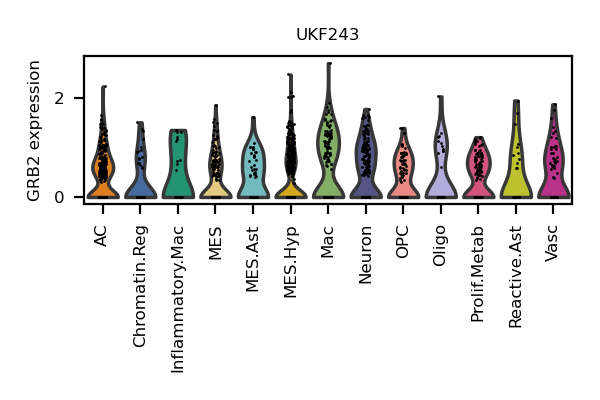 UKF243
GRB2 expression
2
0
AC
Chromatin.Reg
Inflammatory.Mac
MES
MES.Ast
MES.Hyp
Mac
Neuron
OPC
Oligo
Prolif.Metab
Reactive.Ast
Vasc